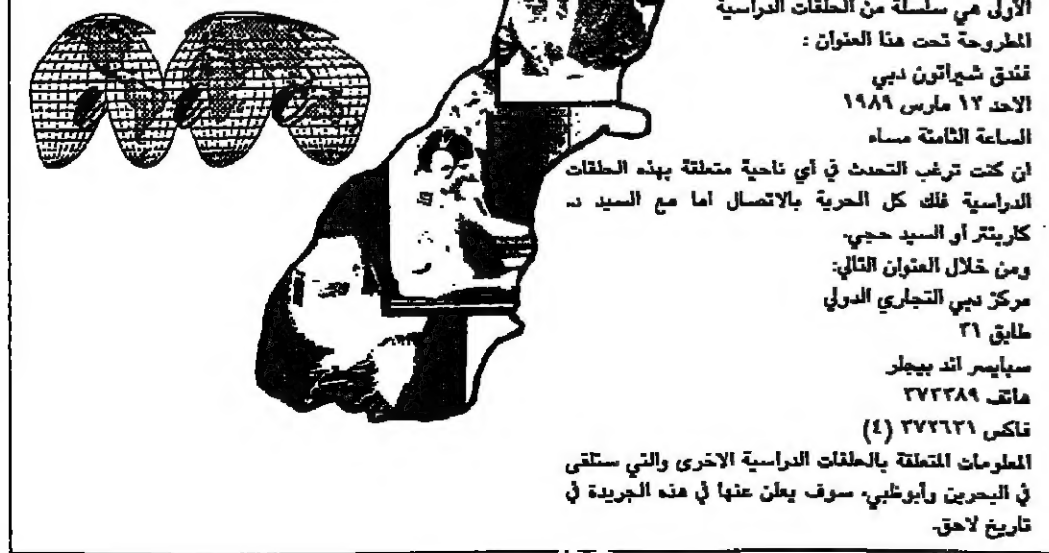 الأولى هي سلسلة من الحلقات الدراسية
المطروحة تحت هذا العنوان :
فندق شيراتون دبي
الاحد ١٢ مارس ١٩٨٩
الساعة الثامنة مساء
ان كنت ترغب التحدث في أي ناحية متعلقة بهذه الحلقات
الدراسية فلك كل الحرية بالاتصال اما مع السيد د.
كاربنتر أو السيد حجي.
ومن خلال العنوان التالي:
مركز دبي التجاري الدولي
طابق ٣١
سبايسر اند بيجلر
هاتف ٣٧٢٣٨٩
فاكس ٣٧٢٦٣١ (٤)
المعلومات المتعلقة بالحلقات الدراسية الاخرى والتي ستلقى
في البحرين وأبوظبي، سوف يعلن عنها في هذه الجريدة في
تاريخ لاحق.